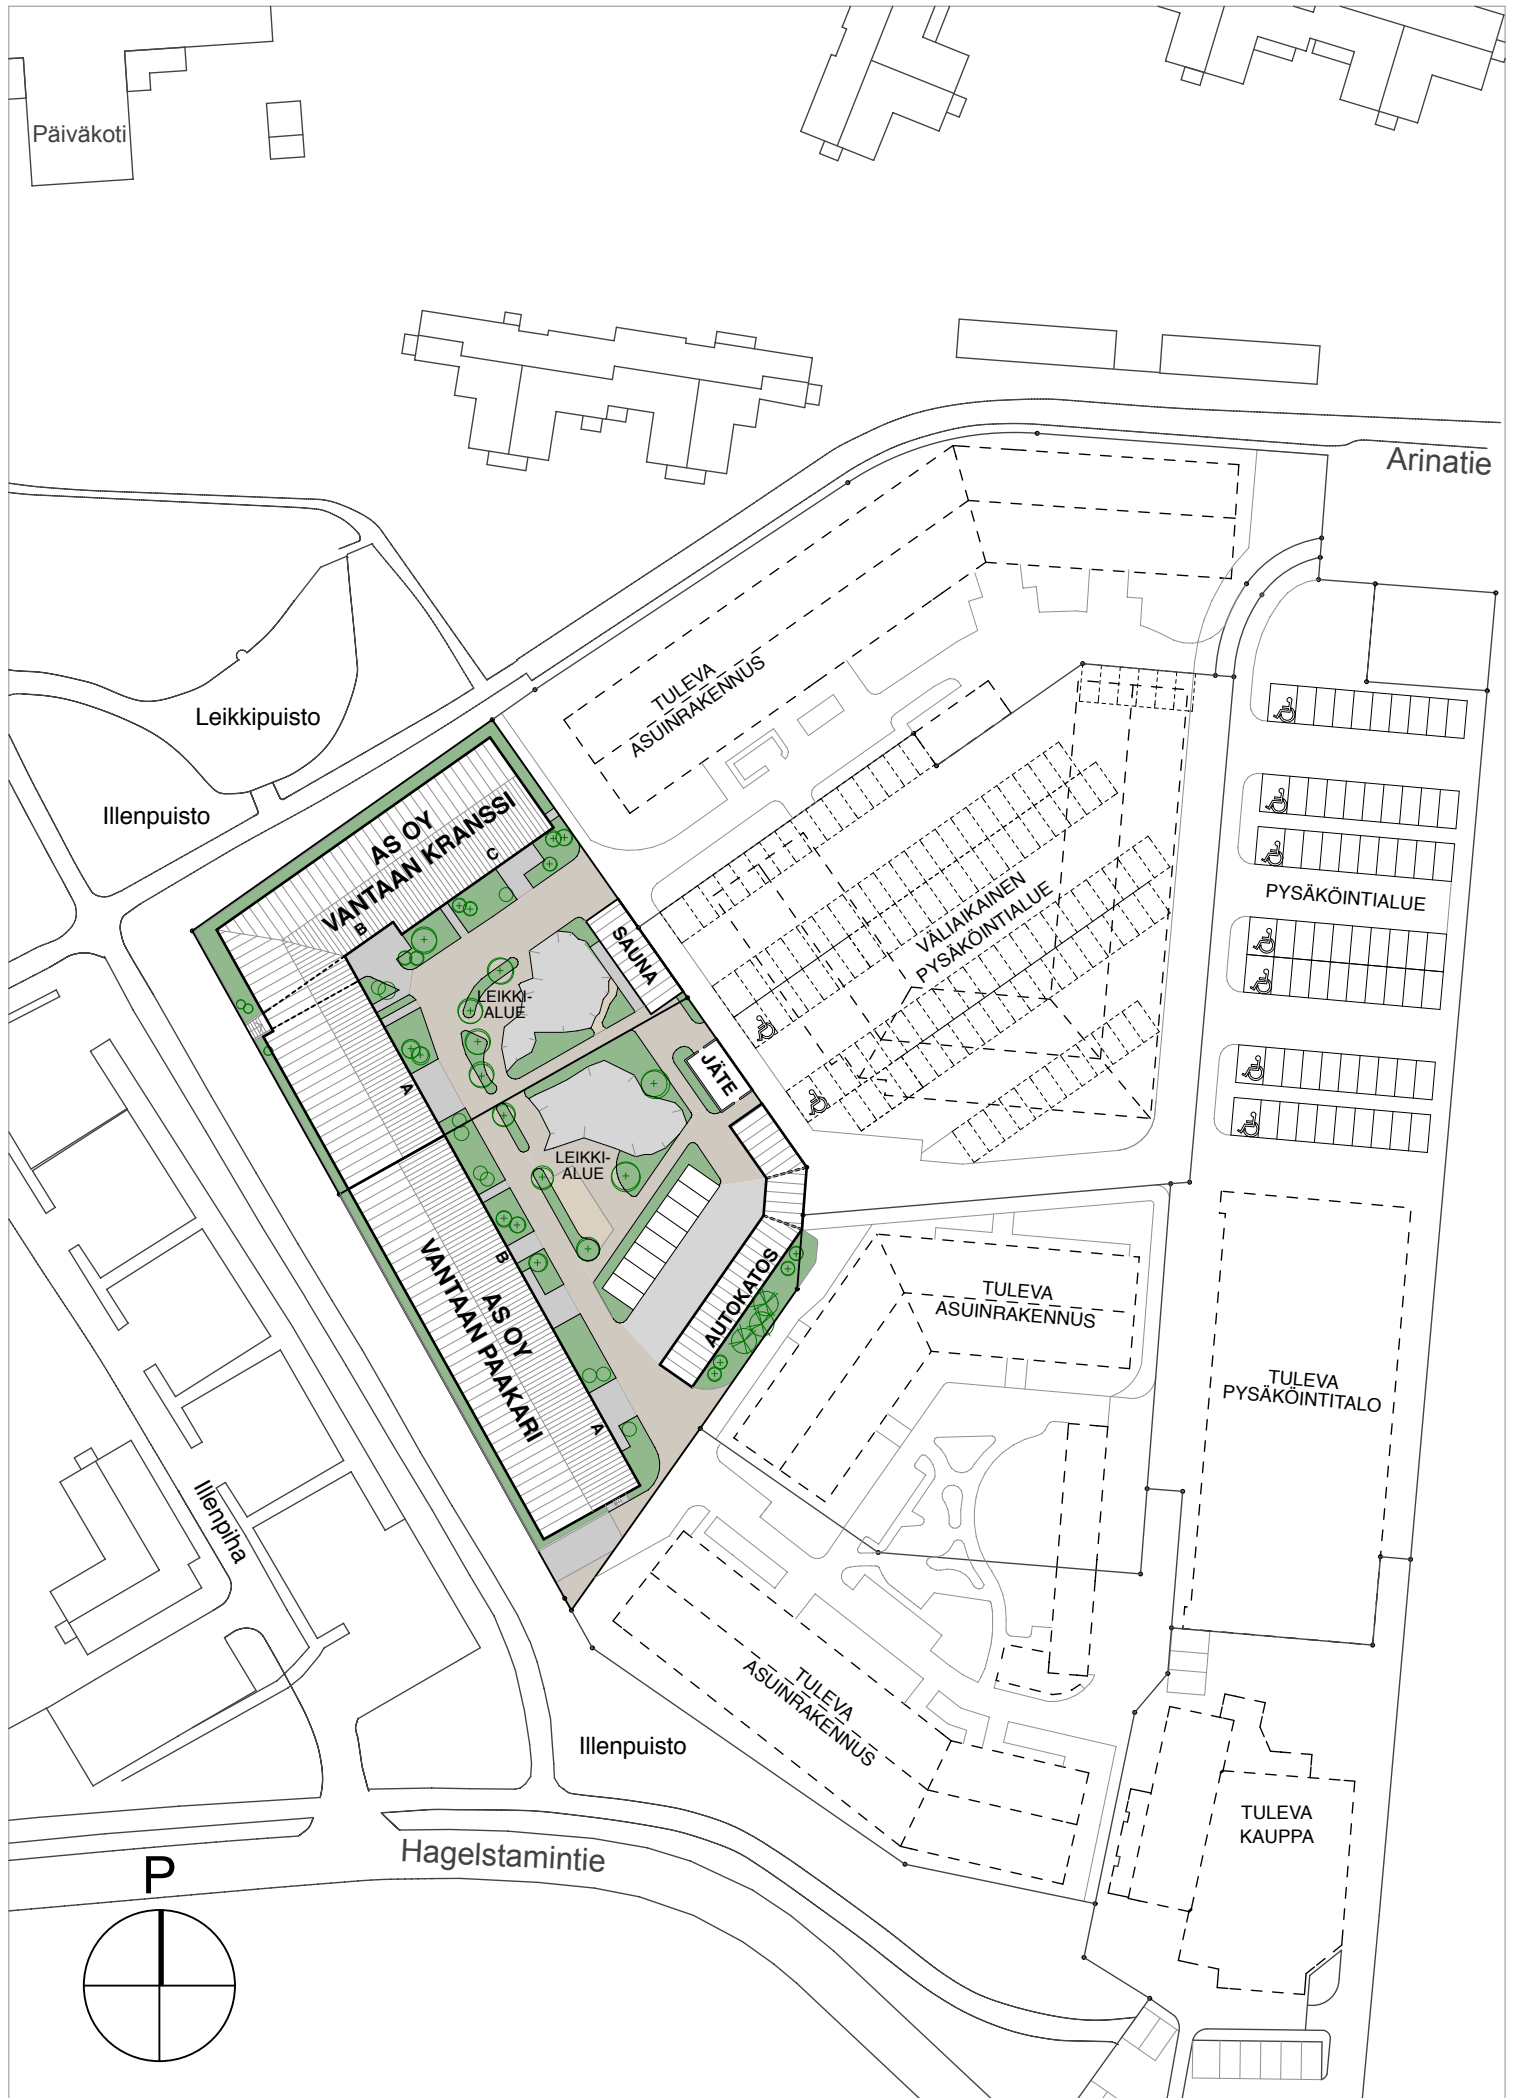 Päiväkoti
Arinatie
Leikkipuisto
Illenpuisto
TULEVA
ASUINRAKENNUS
AS OY
VANTAAN KRANSSI
C
B
A
SAUNA
LEIKKI-
ALUE
VÄLIAIKAINEN
PYSÄKÖINTIALUE
PYSÄKÖINTIALUE
JÄTE
LEIKKI-
ALUE
AS OY
VANTAAN PAAKARI
B
A
AUTOKATOS
TULEVA
ASUINRAKENNUS
TULEVA
PYSÄKÖINTITALO
Illenpiha
TULEVA
ASUINRAKENNUS
Illenpuisto
TULEVA
KAUPPA
Hagelstamintie
P